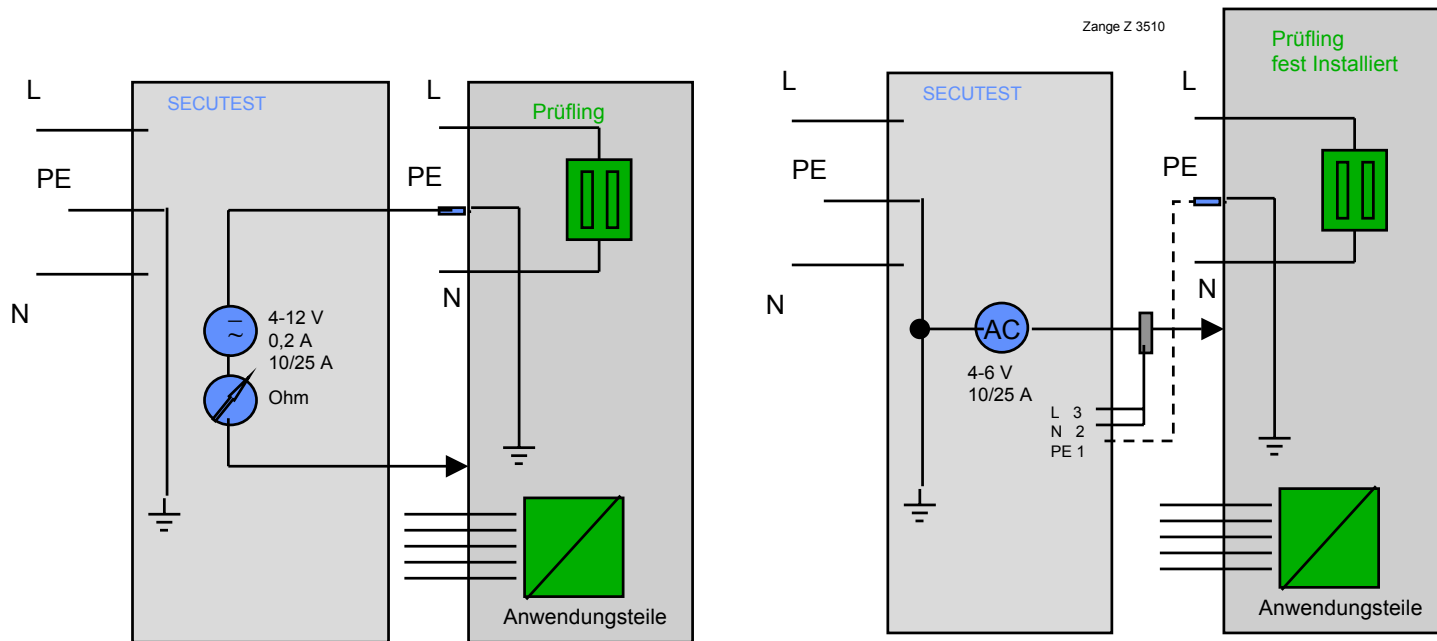 L
SECUTEST
PE
N
4-12 V
0,2 A
10/25 A
Ohm
L
Prüfling
PE
N
Anwendungsteile
Zange Z 3510
L
SECUTEST
PE
N
AC
4-6 V
10/25 A
L 3
N 2
PE 1
Prüfling
fest Installiert
L
PE
N
Anwendungsteile